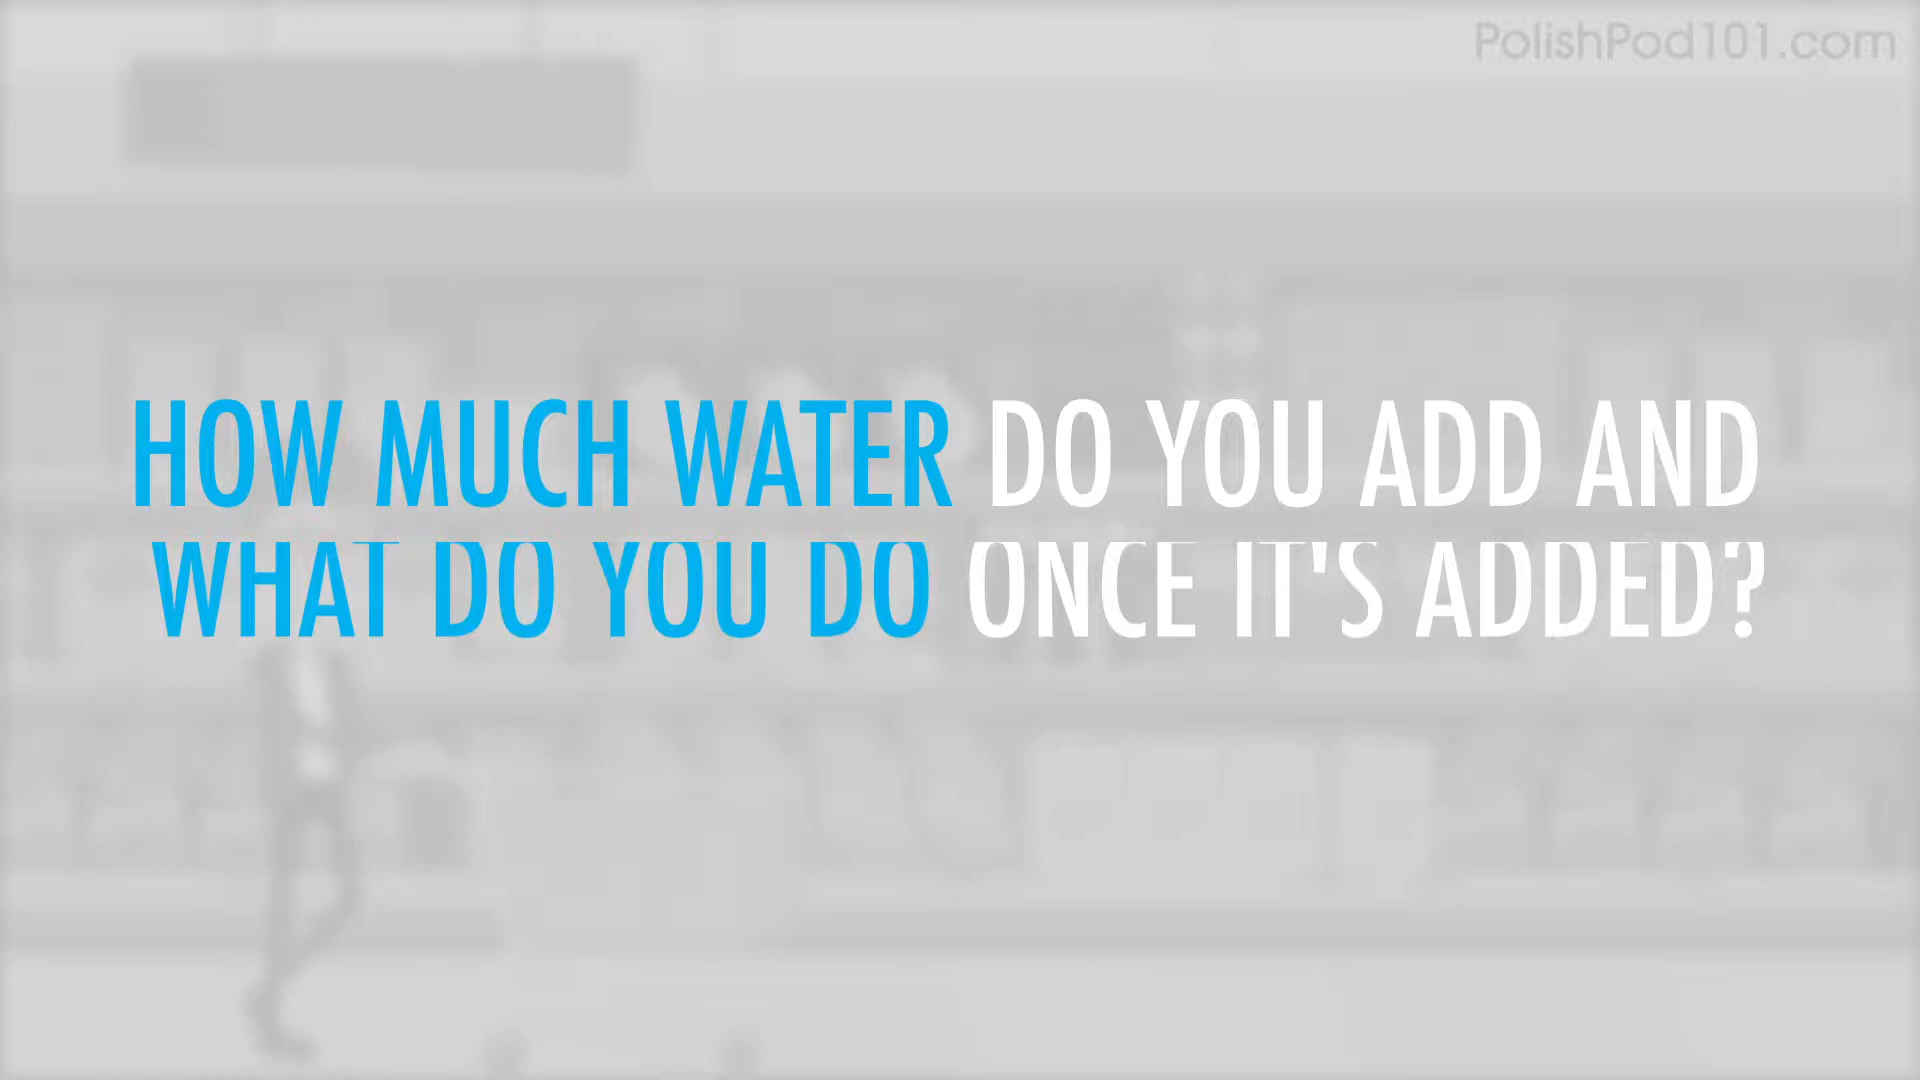 PolishPod101.com
HOW MUCH WATER DO YOU ADD AND
WHAT DO YOU DO ONCE IT'S ADDED?